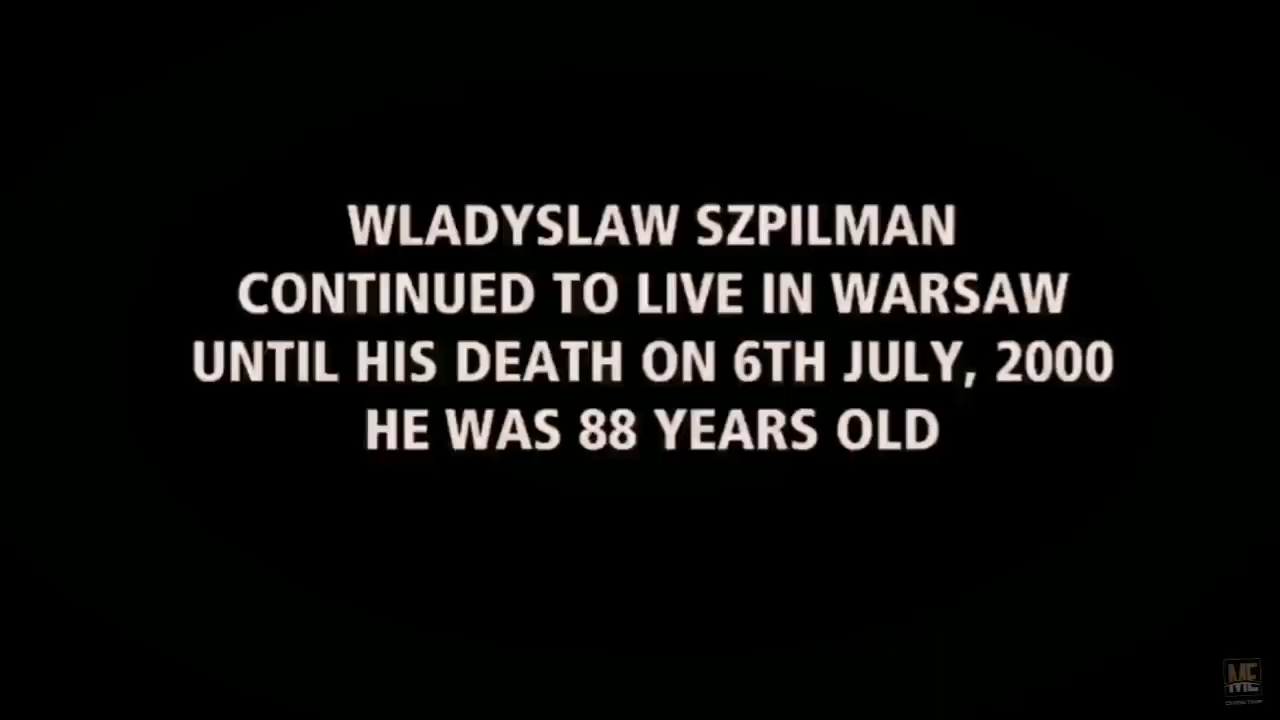 WLADYSLAW SZPILMAN
CONTINUED TO LIVE IN WARSAW
UNTIL HIS DEATH ON 6TH JULY, 2000
HE WAS 88 YEARS OLD
ME